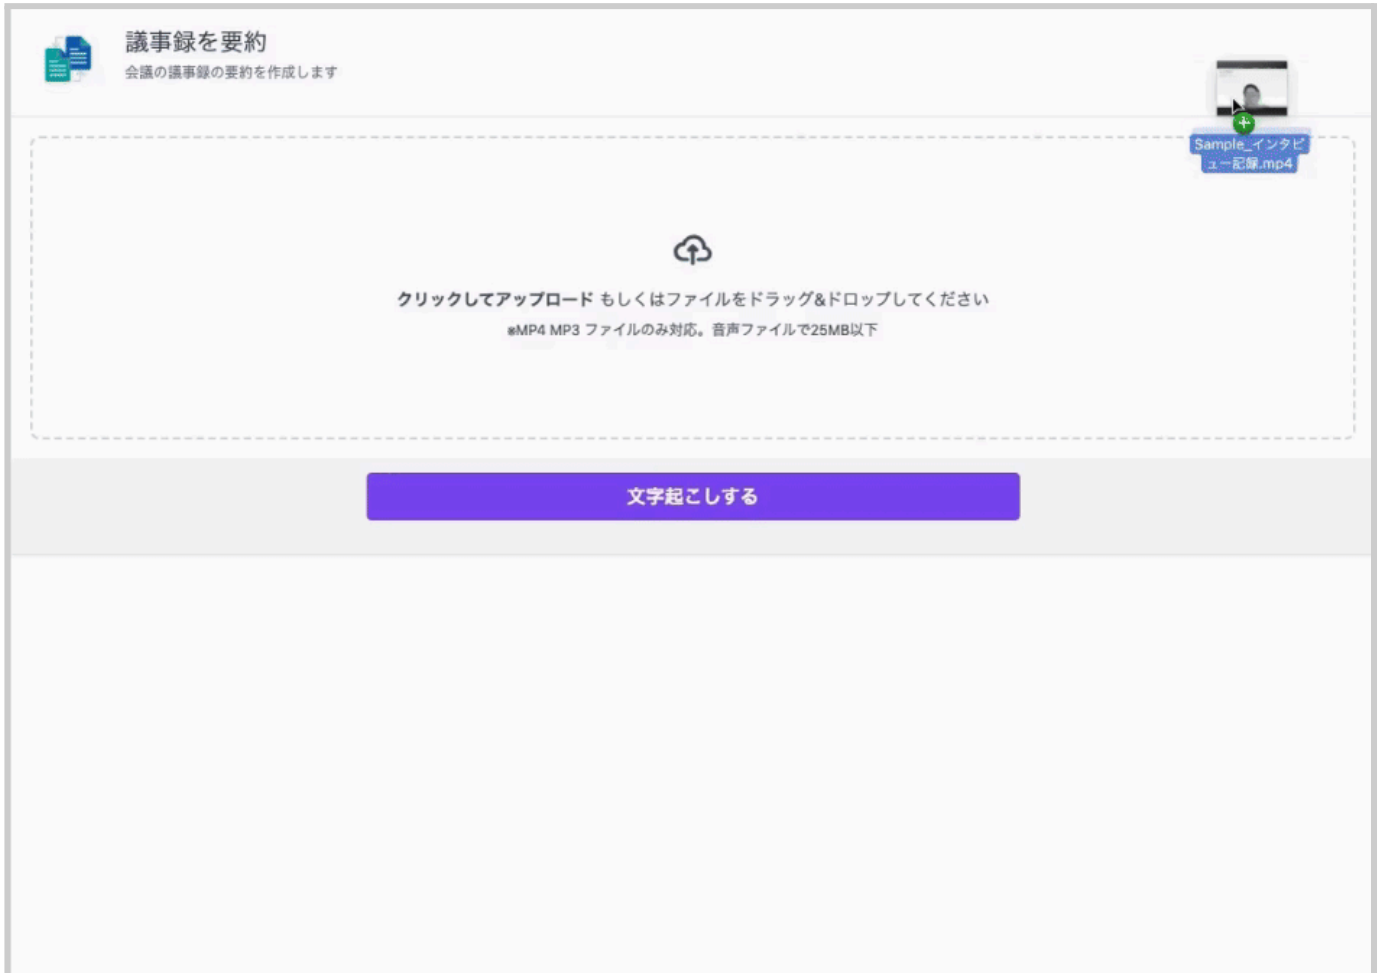 議事録を要約
会議の議事録の要約を作成します
Sample_インタビ
ュー記録.mp4
クリックしてアップロード もしくはファイルをドラッグ&ドロップしてください
※MP4 MP3 ファイルのみ対応。音声ファイルで25MB以下
文字起こしする